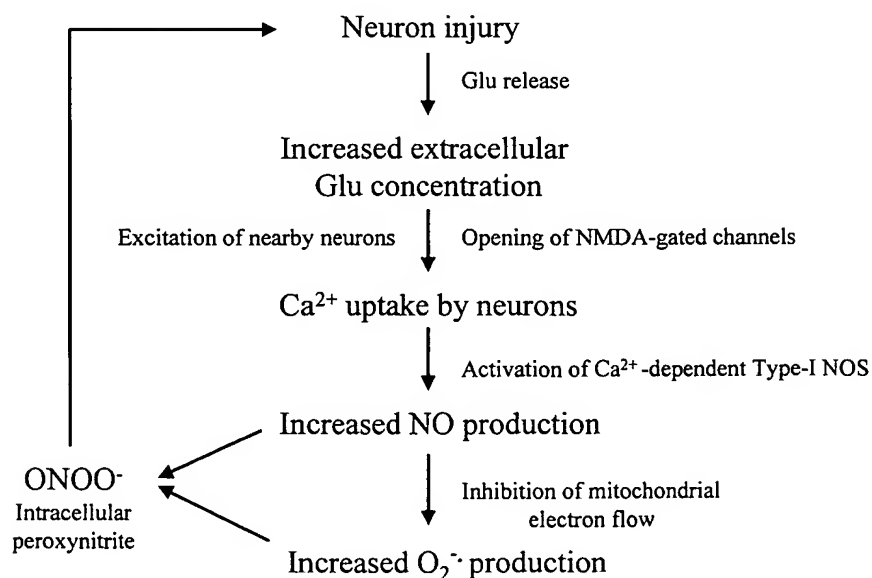 Neuron injury
Glu release
Increased extracellular
Glu concentration
Excitation of nearby neurons
Opening of NMDA-gated channels
Ca²⁺ uptake by neurons
Activation of Ca²⁺ -dependent Type-I NOS
Increased NO production
ONOO⁻
Intracellular
peroxynitrite
Inhibition of mitochondrial
electron flow
Increased O₂⁻· production